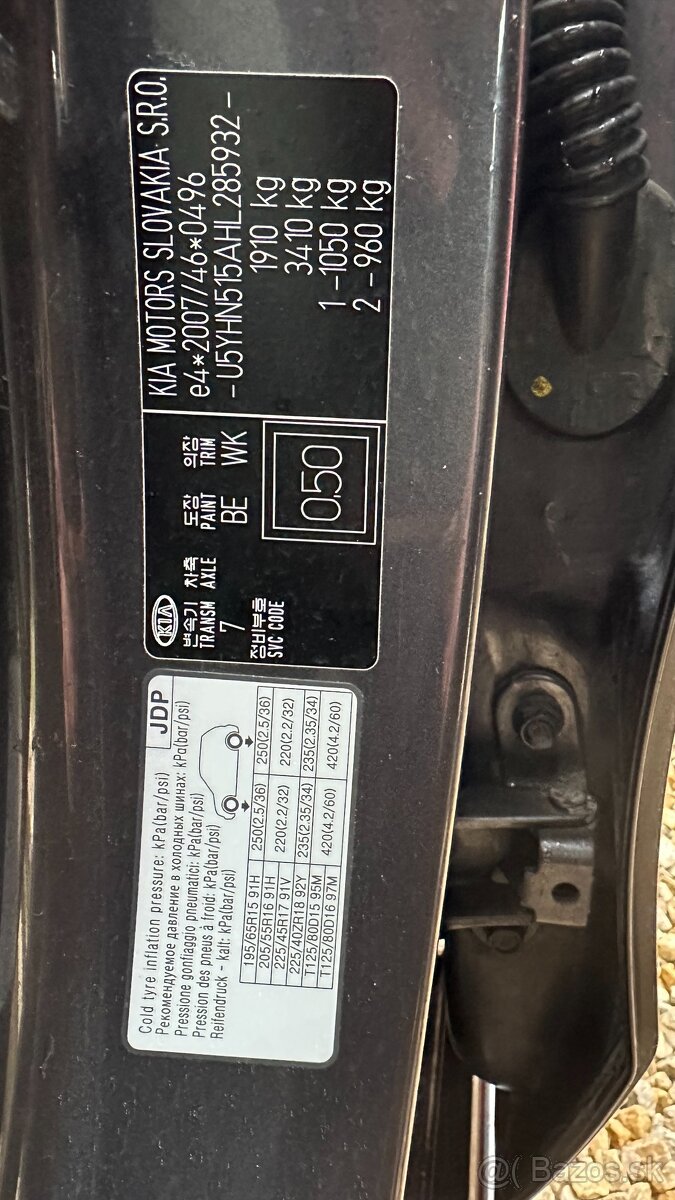 KIA MOTORS SLOVAKIA S.R.O.
e4*2007/46*0496
- U5YHN515AHL285932 -
1910 kg
3410 kg
1 - 1050 kg
2 - 960 kg
KIA
변속기 차축 도장 의장
TRANSM AXLE PAINT TRIM
7 BE WK
정비부호
SVC CODE
0.50
JDP
Cold tyre inflation pressure: kPa(bar/psi)
Рекомендуемое давление в холодных шинах: kPa(bar/psi)
Pressione gonfiaggio pneumatici: kPa(bar/psi)
Pression des pneus à froid: kPa(bar/psi)
Reifendruck - kalt: kPa(bar/psi)
195/65R15 91H 250(2.5/36) 250(2.5/36)
205/55R16 91H
225/45R17 91V 220(2.2/32) 220(2.2/32)
225/40ZR18 92Y 235(2.35/34) 235(2.35/34)
T125/80D15 95M 420(4.2/60) 420(4.2/60)
T125/80D16 97M
Bazos.sk